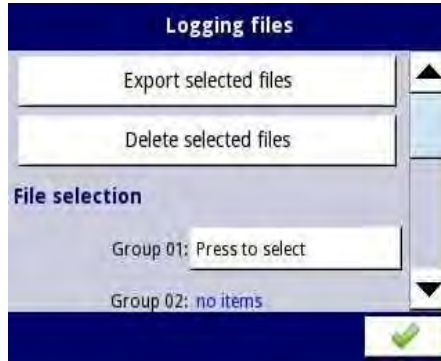 Logging files
Export selected files
Delete selected files
File selection
Group 01: Press to select
Group 02: no items